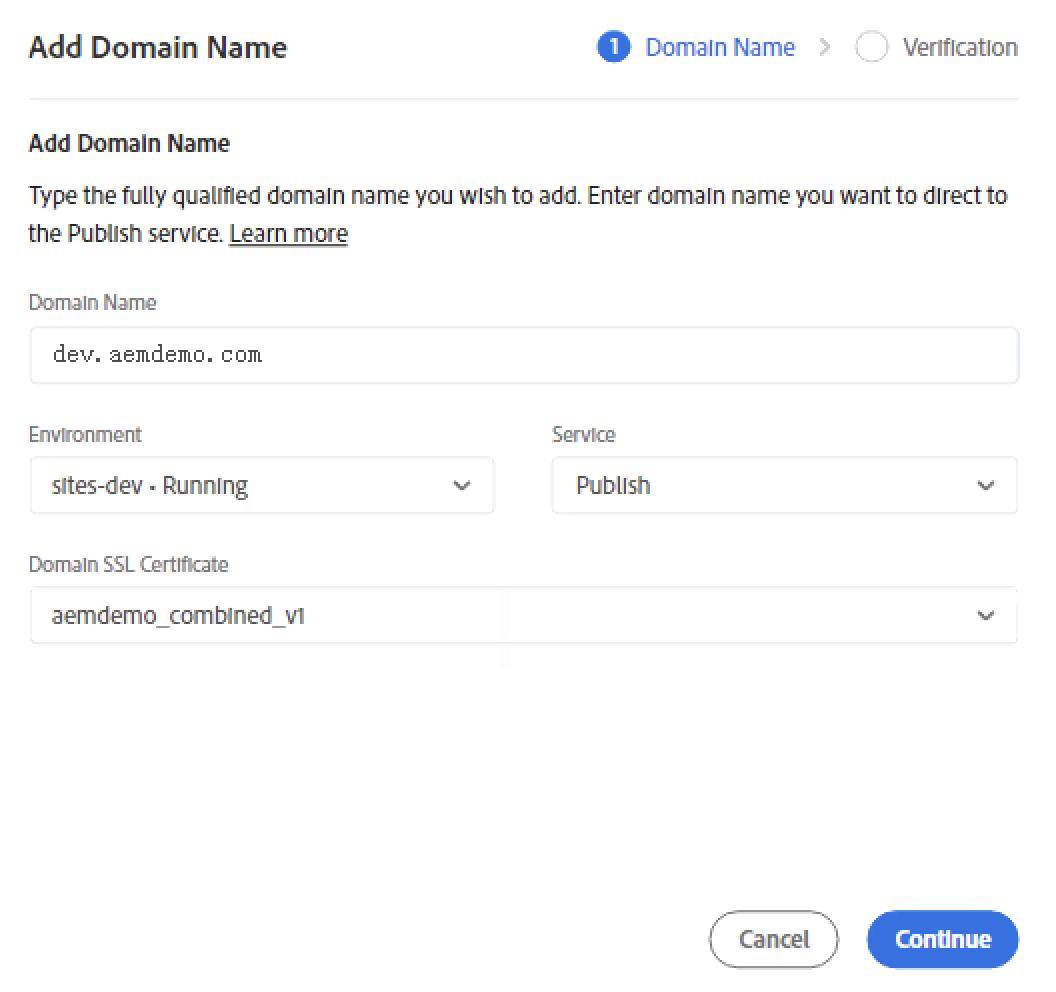 Add Domain Name
1 Domain Name > Verification
Add Domain Name
Type the fully qualified domain name you wish to add. Enter domain name you want to direct to
the Publish service. Learn more
Domain Name
dev.aemdemo.com
Environment Service
sites-dev • Running Publish
Domain SSL Certificate
aemdemo_combined_v1
Cancel Continue